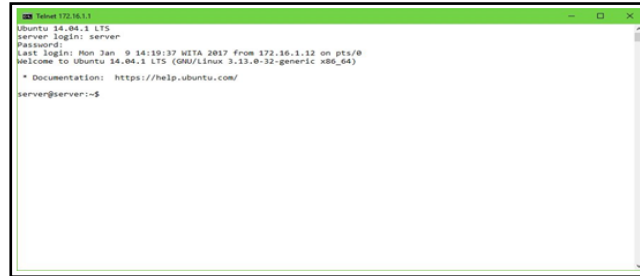 Telnet 172.16.1.1
Ubuntu 14.04.1 LTS
server login: server
Password:
Last login: Mon Jan  9 14:19:37 WITA 2017 from 172.16.1.12 on pts/0
Welcome to Ubuntu 14.04.1 LTS (GNU/Linux 3.13.0-32-generic x86_64)
* Documentation:  https://help.ubuntu.com/
server@server:~$